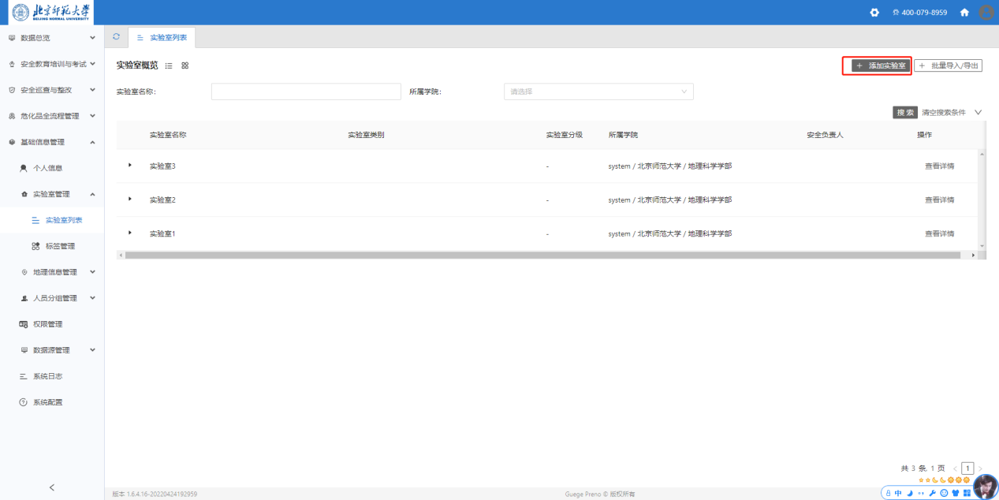 北京师范大学
BEIJING NORMAL UNIVERSITY
400-079-8959
数据总览
安全教育培训与考试
安全巡查与整改
危化品全流程管理
基础信息管理
个人信息
实验室管理
实验室列表
标签管理
地理信息管理
人员分组管理
权限管理
数据源管理
系统日志
系统配置
实验室列表
实验室概览
+ 添加实验室
+ 批量导入/导出
实验室名称:
所属学院:
请选择
搜 索
清空搜索条件
实验室名称 实验室类别 实验室分级 所属学院 安全负责人 操作
实验室3 - system / 北京师范大学 / 地理科学学部 查看详情
实验室2 - system / 北京师范大学 / 地理科学学部 查看详情
实验室1 - system / 北京师范大学 / 地理科学学部 查看详情
共 3 条, 1 页 < 1 >
版本 1.6.4.16-20220424192959
Guege Preno © 版权所有
中